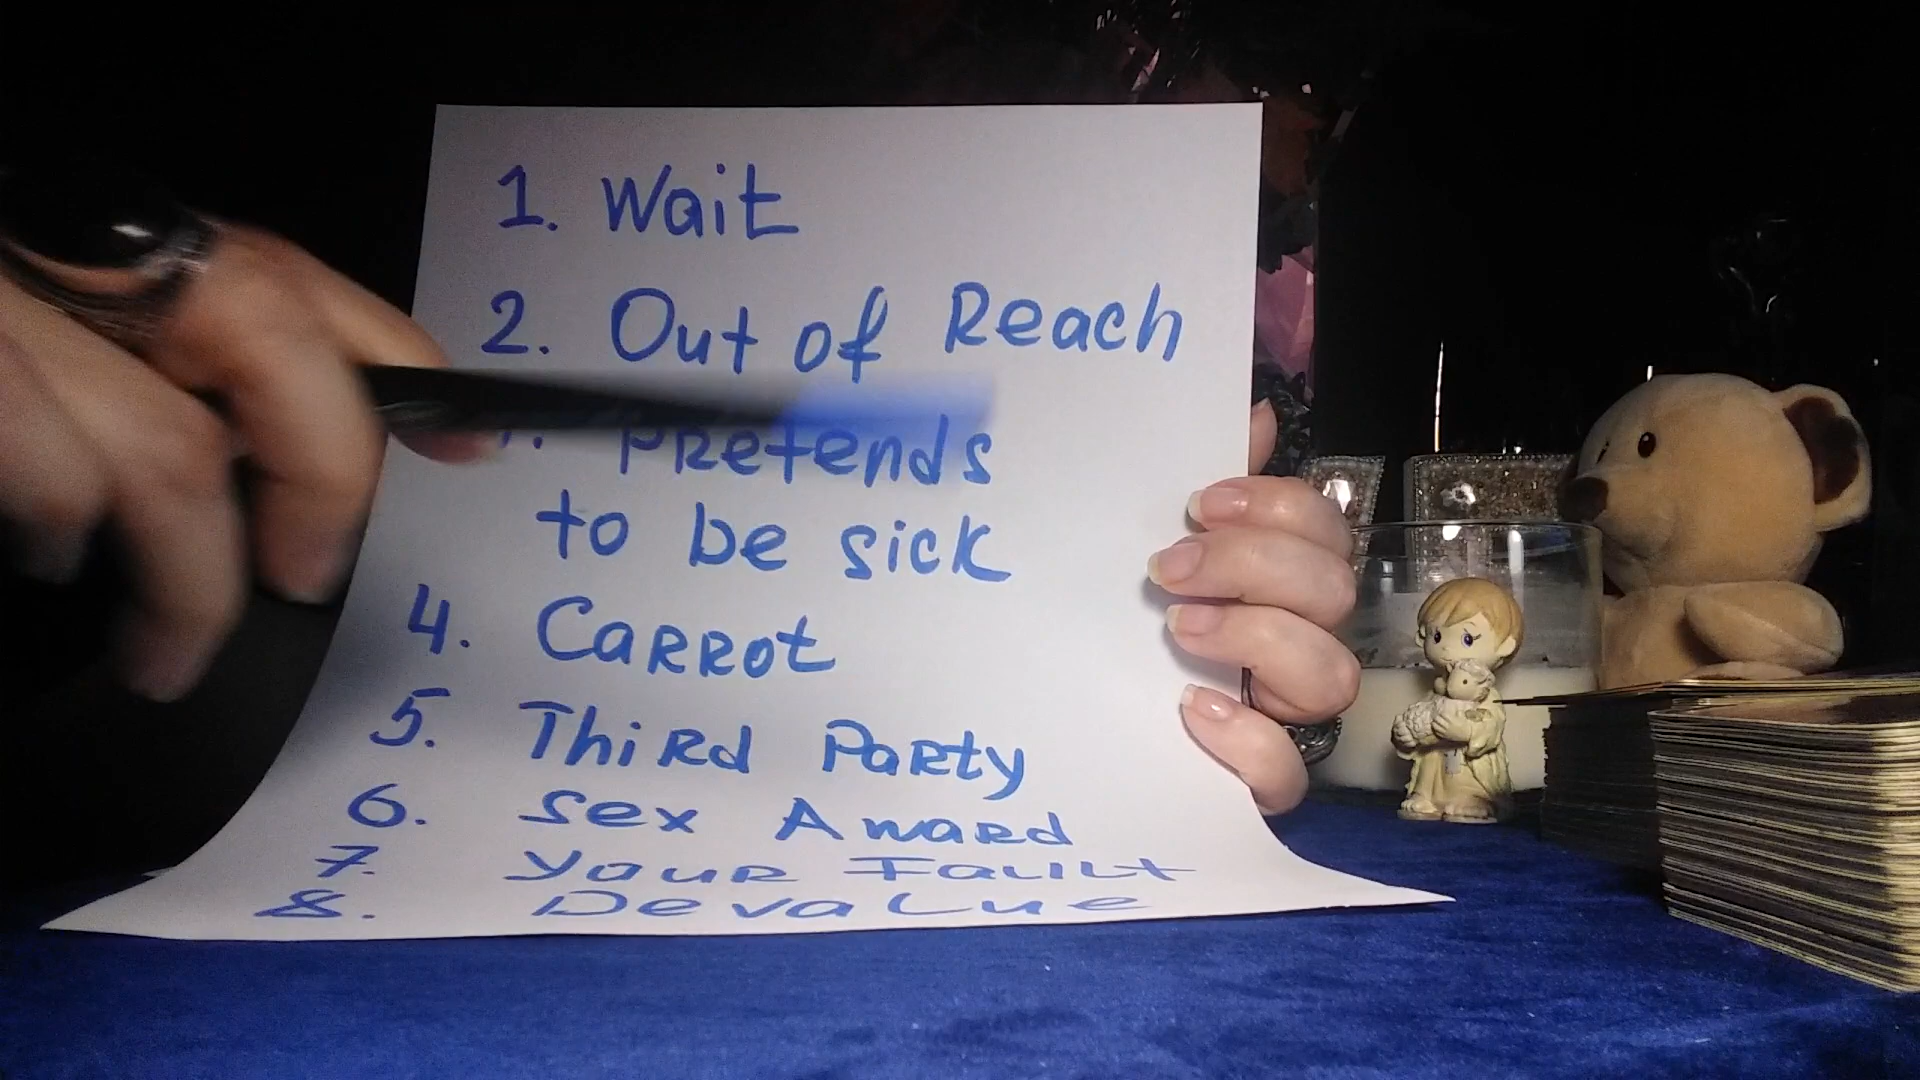 1. Wait
2. Out of Reach
Pretends
to be sick
4. Carrot
5. Third Party
6. Sex Award
7. Your Fault
8. Devalue